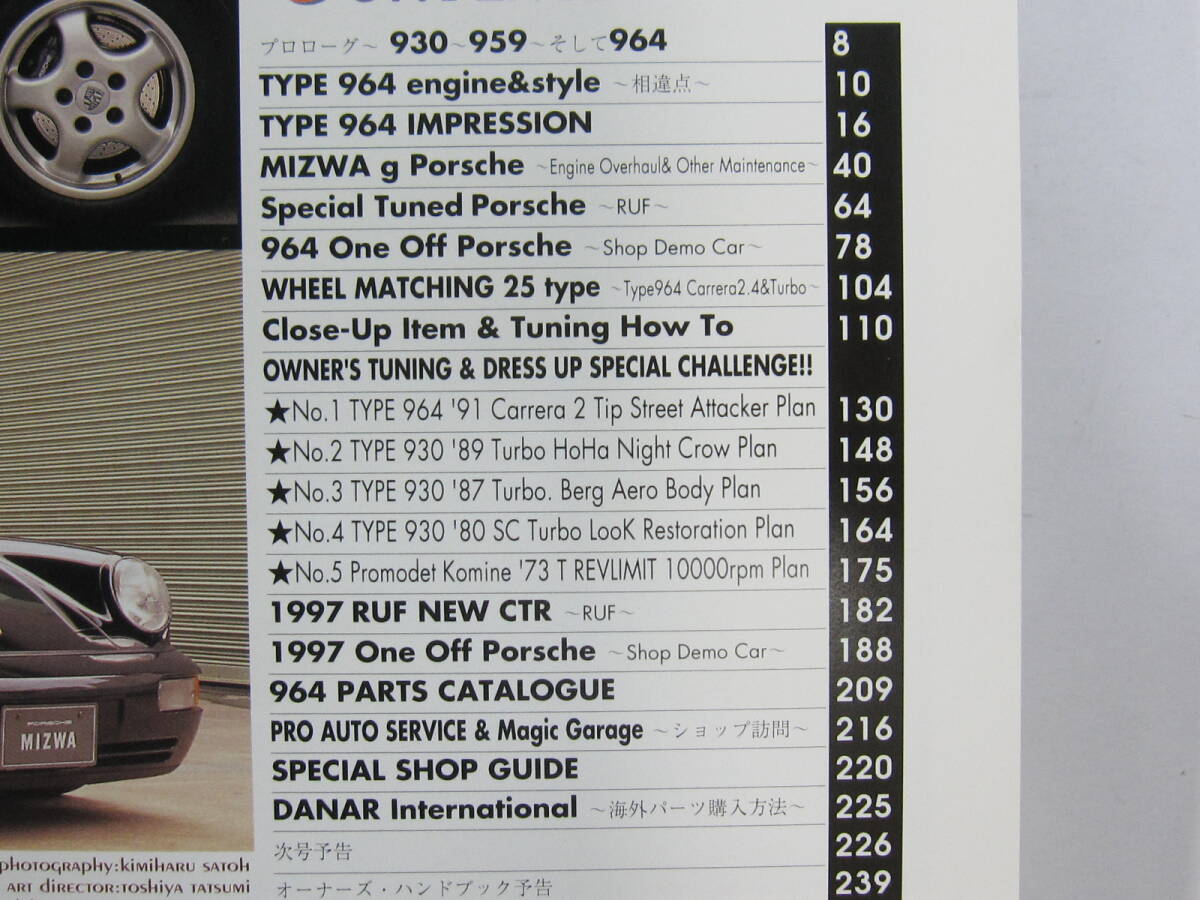 プロローグ～ 930～959～そして964 8
TYPE 964 engine&style ～相違点～ 10
TYPE 964 IMPRESSION 16
MIZWA g Porsche ～Engine Overhaul& Other Maintenance～ 40
Special Tuned Porsche ～RUF～ 64
964 One Off Porsche ～Shop Demo Car～ 78
WHEEL MATCHING 25 type ～Type964 Carrera2.4&Turbo～ 104
Close-Up Item & Tuning How To 110
OWNER'S TUNING & DRESS UP SPECIAL CHALLENGE!!
★No.1 TYPE 964 '91 Carrera 2 Tip Street Attacker Plan 130
★No.2 TYPE 930 '89 Turbo HoHa Night Crow Plan 148
★No.3 TYPE 930 '87 Turbo. Berg Aero Body Plan 156
★No.4 TYPE 930 '80 SC Turbo LooK Restoration Plan 164
★No.5 Promodet Komine '73 T REVLIMIT 10000rpm Plan 175
1997 RUF NEW CTR ～RUF～ 182
1997 One Off Porsche ～Shop Demo Car～ 188
964 PARTS CATALOGUE 209
PRO AUTO SERVICE & Magic Garage ～ショップ訪問～ 216
SPECIAL SHOP GUIDE 220
DANAR International ～海外パーツ購入方法～ 225
次号予告 226
オーナーズ・ハンドブック予告 239
PORSCHE
MIZWA
photography:kimiharu satoh
art director:toshiya tatsumi